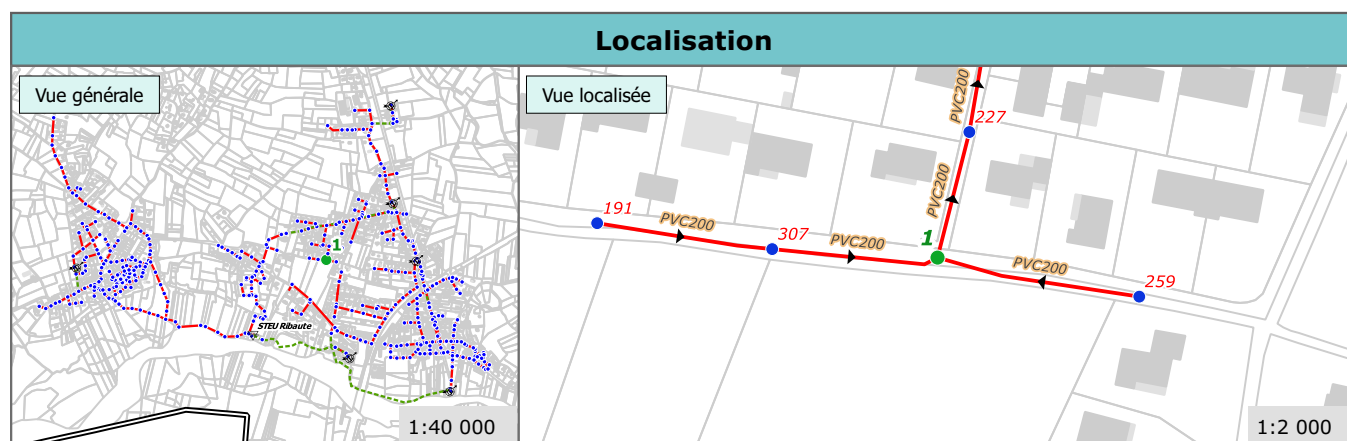 Localisation
Vue générale
1
STEU Ribaute
1:40 000
Vue localisée
PVC200
227
PVC200
191
PVC200
307
PVC200
1
PVC200
259
1:2 000